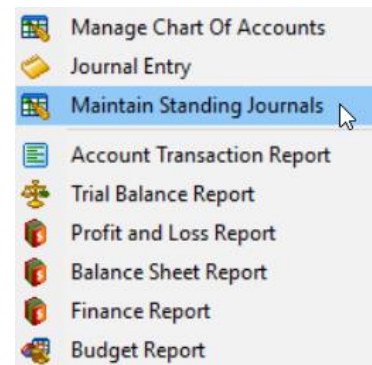 Manage Chart Of Accounts
Journal Entry
Maintain Standing Journals
Account Transaction Report
Trial Balance Report
Profit and Loss Report
Balance Sheet Report
Finance Report
Budget Report